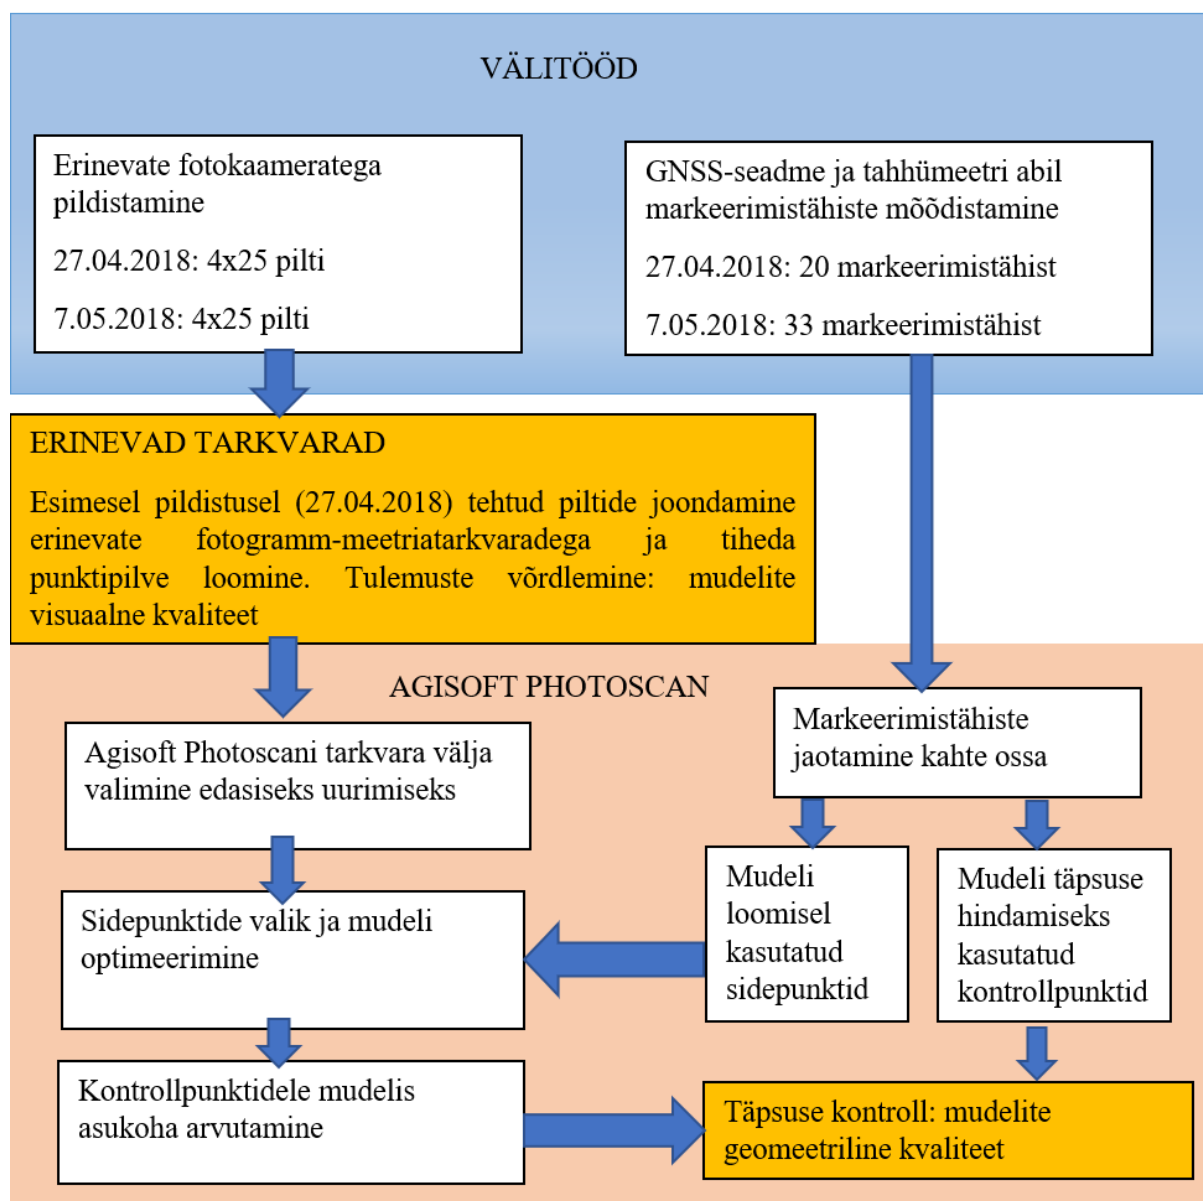 VÄLITÖÖD
Erinevate fotokaameratega
pildistamine
27.04.2018: 4x25 pilti
7.05.2018: 4x25 pilti
GNSS-seadme ja tahhümeetri abil
markeerimistähiste mõõdistamine
27.04.2018: 20 markeerimistähist
7.05.2018: 33 markeerimistähist
ERINEVAD TARKVARAD
Esimesel pildistusel (27.04.2018) tehtud piltide joondamine
erinevate fotogramm-meetriatarkvaradega ja tiheda
punktipilve loomine. Tulemuste võrdlemine: mudelite
visuaalne kvaliteet
AGISOFT PHOTOSCAN
Agisoft Photoscani tarkvara välja
valimine edasiseks uurimiseks
Markeerimistähiste
jaotamine kahte ossa
Sidepunktide valik ja mudeli
optimeerimine
Mudeli
loomisel
kasutatud
sidepunktid
Mudeli täpsuse
hindamiseks
kasutatud
kontrollpunktid
Kontrollpunktidele mudelis
asukoha arvutamine
Täpsuse kontroll: mudelite
geomeetriline kvaliteet